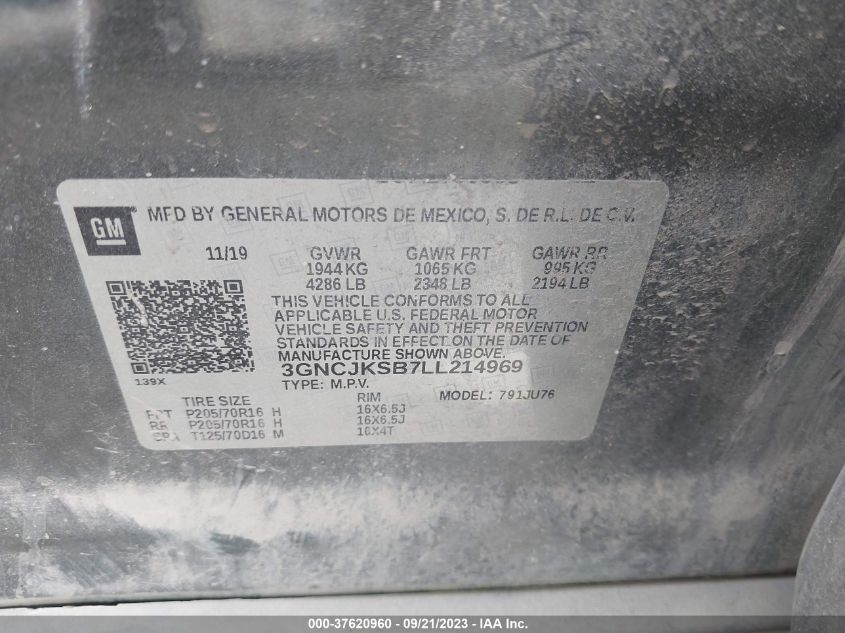 GM
MFD BY GENERAL MOTORS DE MEXICO, S. DE R.L. DE C.V.
11/19 GVWR GAWR FRT GAWR RR
1944 KG 1065 KG 995 KG
4286 LB 2348 LB 2194 LB
THIS VEHICLE CONFORMS TO ALL
APPLICABLE U.S. FEDERAL MOTOR
VEHICLE SAFETY AND THEFT PREVENTION
STANDARDS IN EFFECT ON THE DATE OF
MANUFACTURE SHOWN ABOVE.
3GNCJKSB7LL214969
139X
TYPE: M.P.V. MODEL: 791JU76
TIRE SIZE RIM
FRT P205/70R16 H 16X6.5J
RR P205/70R16 H 16X6.5J
SPA T125/70D16 M 16X4T
000-37620960 - 09/21/2023 - IAAI.com